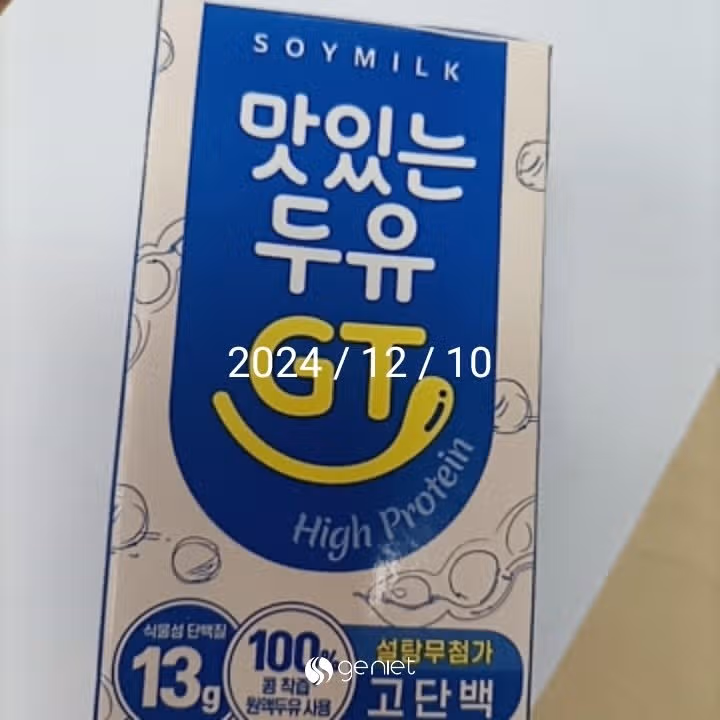 SOYMILK
맛있는
두유
GT
2024 / 12 / 10
High Protein
식물성 단백질
13g
100%
콩 착즙
원액두유 사용
설탕무첨가
고단백
geniet